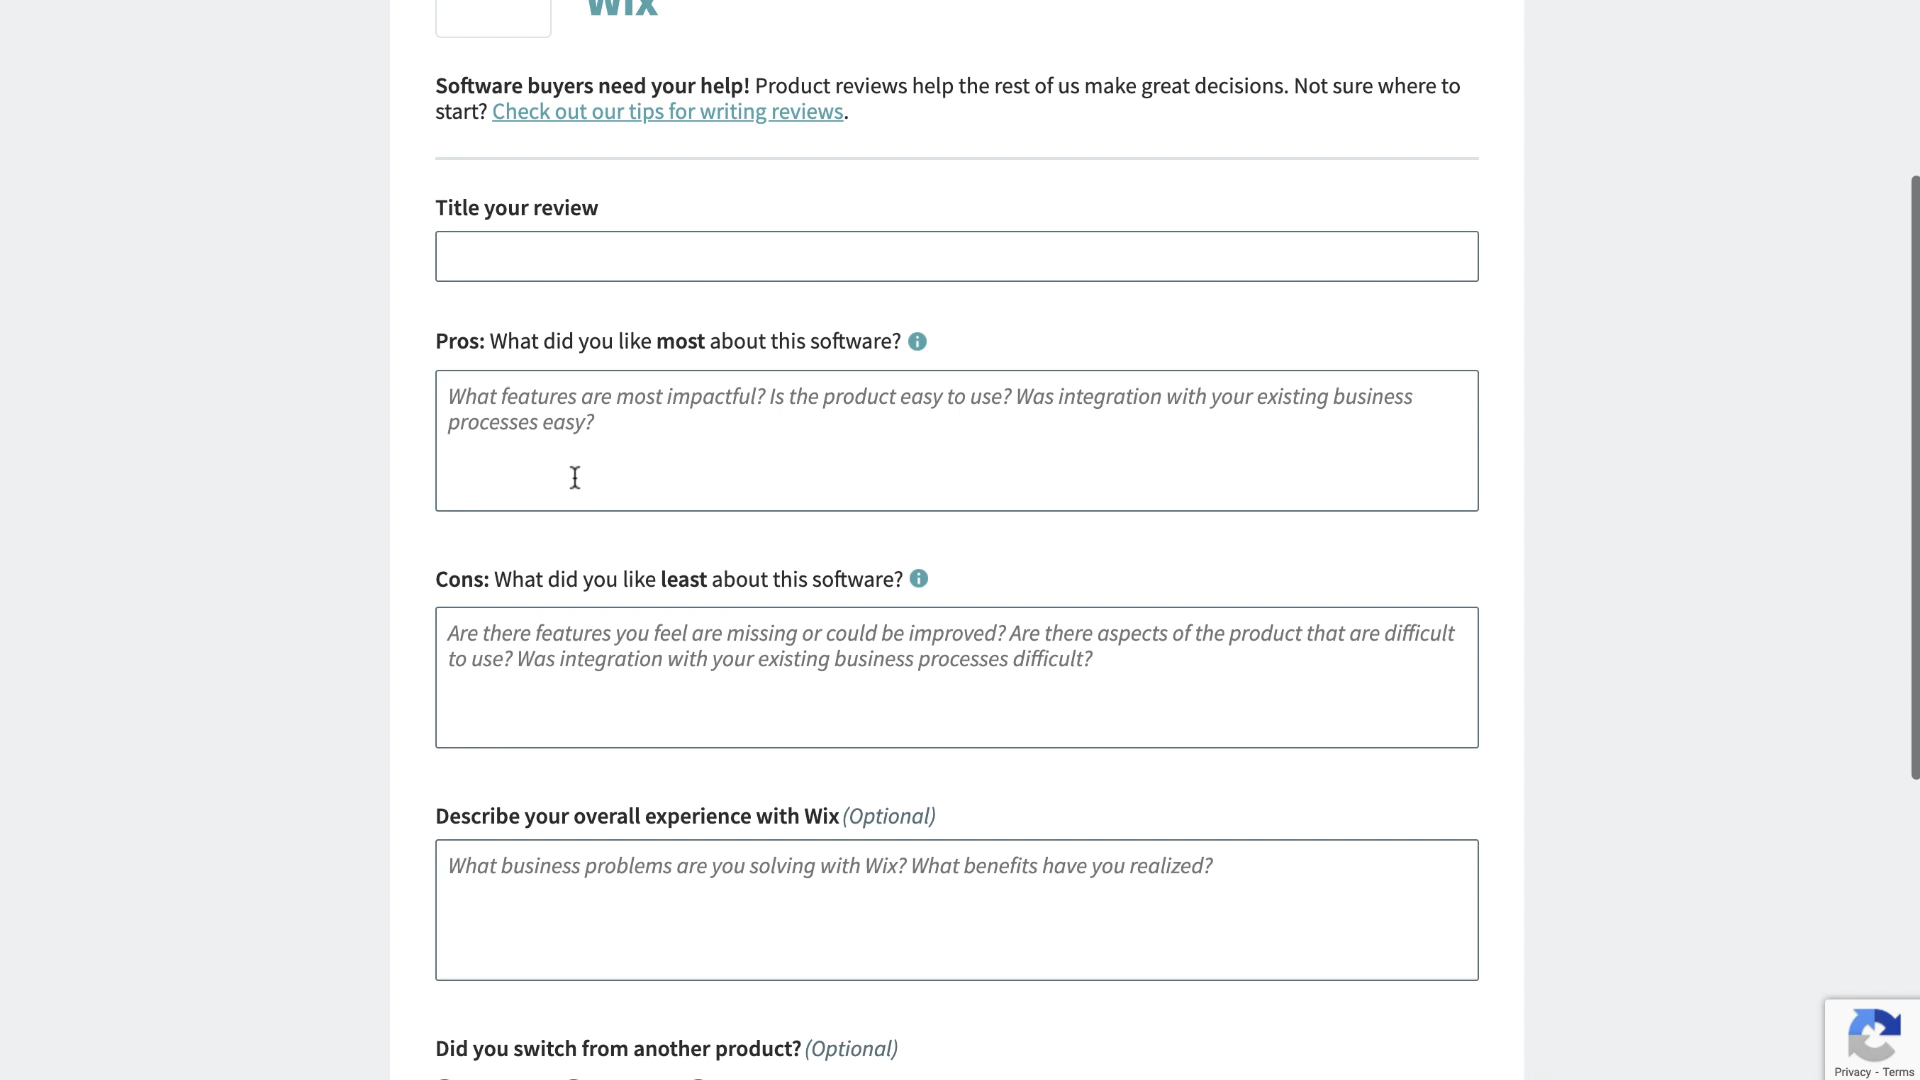 Wix
Software buyers need your help! Product reviews help the rest of us make great decisions. Not sure where to
start? Check out our tips for writing reviews.
Title your review
Pros: What did you like most about this software?
What features are most impactful? Is the product easy to use? Was integration with your existing business
processes easy?
Cons: What did you like least about this software?
Are there features you feel are missing or could be improved? Are there aspects of the product that are difficult
to use? Was integration with your existing business processes difficult?
Describe your overall experience with Wix (Optional)
What business problems are you solving with Wix? What benefits have you realized?
Did you switch from another product? (Optional)
Privacy - Terms